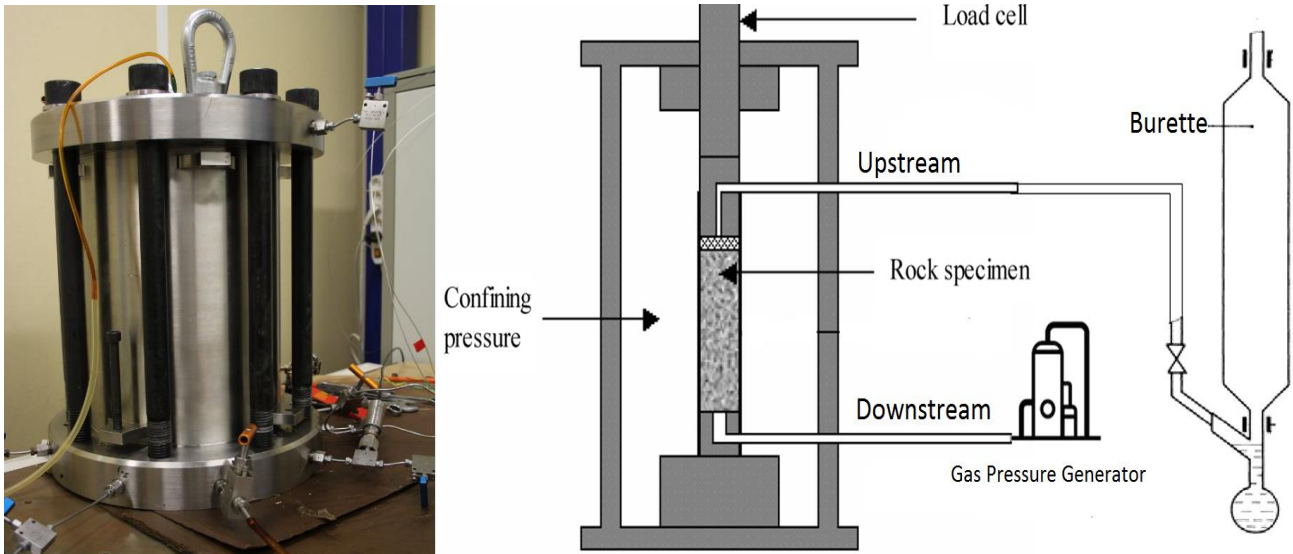 Load cell
Burette
Upstream
Rock specimen
Confining
pressure
Downstream
Gas Pressure Generator